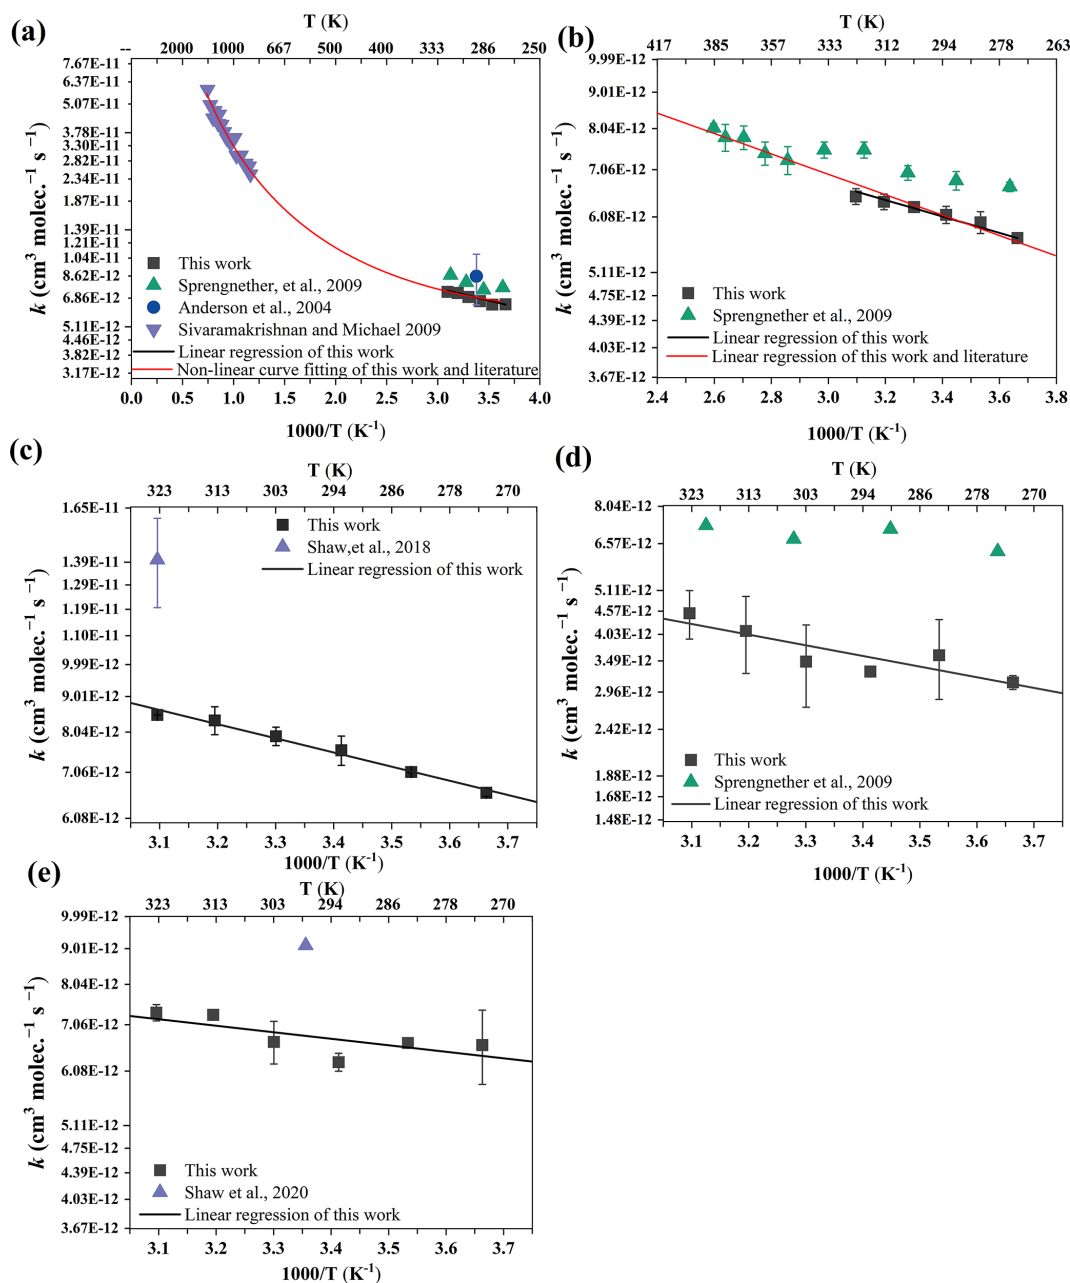 (a)
T (K)
-- 2000 1000 667 500 400 333 286 250
7.67E-11
6.37E-11
5.07E-11
3.78E-11
3.30E-11
2.82E-11
2.34E-11
1.87E-11
1.39E-11
1.21E-11
1.04E-11
8.62E-12
6.86E-12
5.11E-12
4.46E-12
3.82E-12
3.17E-12
k (cm³ molec.⁻¹ s⁻¹)
This work
Sprengnether, et al., 2009
Anderson et al., 2004
Sivaramakrishnan and Michael 2009
Linear regression of this work
Non-linear curve fitting of this work and literature
0.0 0.5 1.0 1.5 2.0 2.5 3.0 3.5 4.0
1000/T (K⁻¹)
(b)
T (K)
417 385 357 333 312 294 278 263
9.99E-12
9.01E-12
8.04E-12
7.06E-12
6.08E-12
5.11E-12
4.75E-12
4.39E-12
4.03E-12
3.67E-12
k (cm³ molec.⁻¹ s⁻¹)
This work
Sprengnether et al., 2009
Linear regression of this work
Linear regression of this work and literature
2.4 2.6 2.8 3.0 3.2 3.4 3.6 3.8
1000/T (K⁻¹)
(c)
T (K)
323 313 303 294 286 278 270
1.65E-11
1.39E-11
1.29E-11
1.19E-11
1.10E-11
9.99E-12
9.01E-12
8.04E-12
7.06E-12
6.08E-12
k (cm³ molec.⁻¹ s⁻¹)
This work
Shaw,et al., 2018
Linear regression of this work
3.1 3.2 3.3 3.4 3.5 3.6 3.7
1000/T (K⁻¹)
(d)
T (K)
323 313 303 294 286 278 270
8.04E-12
6.57E-12
5.11E-12
4.57E-12
4.03E-12
3.49E-12
2.96E-12
2.42E-12
1.88E-12
1.68E-12
1.48E-12
k (cm³ molec.⁻¹ s⁻¹)
This work
Sprengnether et al., 2009
Linear regression of this work
3.1 3.2 3.3 3.4 3.5 3.6 3.7
1000/T (K⁻¹)
(e)
T (K)
323 313 303 294 286 278 270
9.99E-12
9.01E-12
8.04E-12
7.06E-12
6.08E-12
5.11E-12
4.75E-12
4.39E-12
4.03E-12
3.67E-12
k (cm³ molec.⁻¹ s⁻¹)
This work
Shaw et al., 2020
Linear regression of this work
3.1 3.2 3.3 3.4 3.5 3.6 3.7
1000/T (K⁻¹)